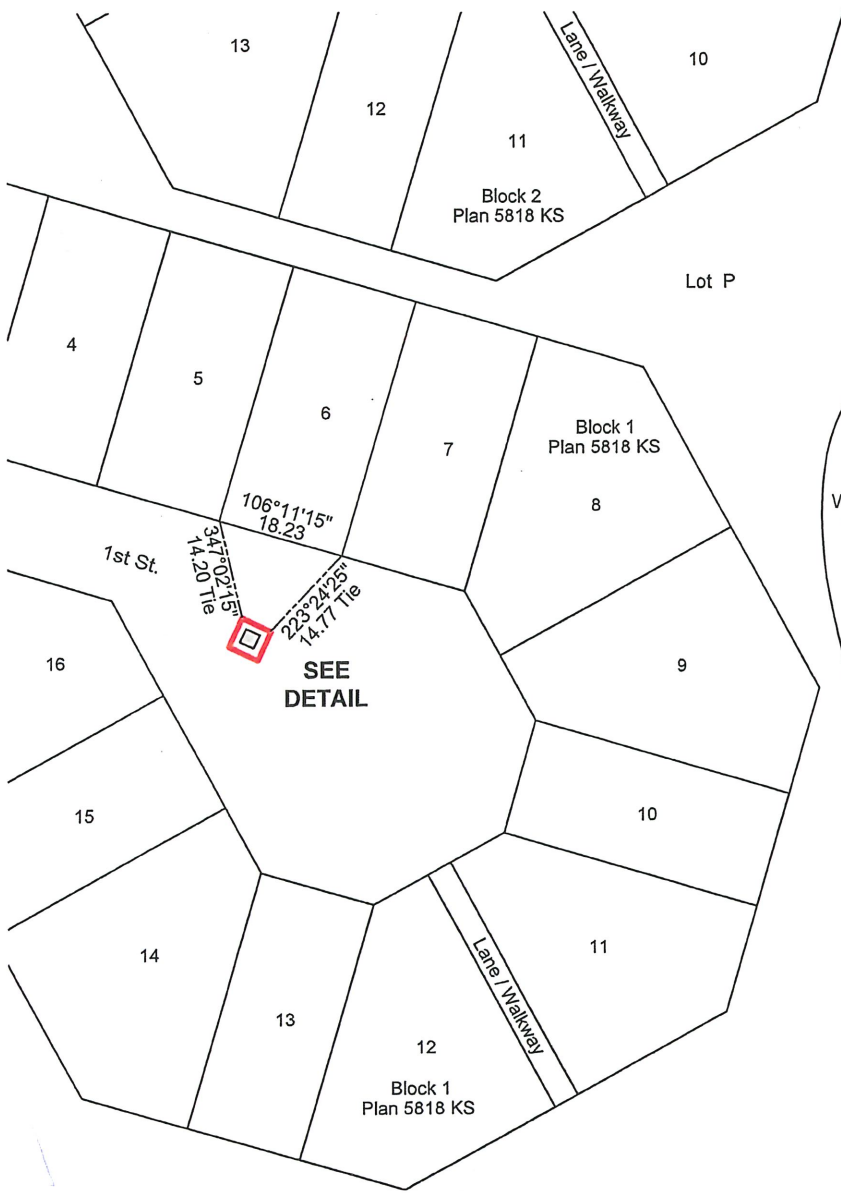 13
12
11
10
Lane / Walkway
Block 2
Plan 5818 KS
Lot P
4
5
6
7
Block 1
Plan 5818 KS
8
V
106°11'15"
18.23
347°02'15"
14.20 Tie
223°24'25"
14.77 Tie
1st St.
SEE
DETAIL
16
9
15
10
14
13
12
11
Lane / Walkway
Block 1
Plan 5818 KS